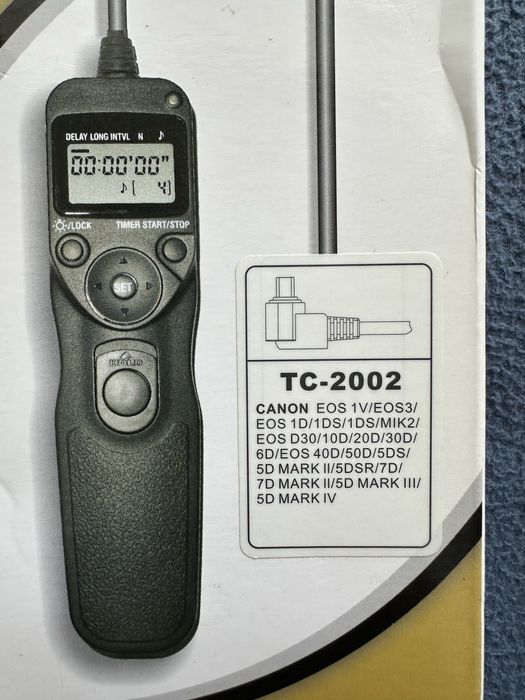 DELAY LONG INTVL N ♪
00:00'00"
♪[ 4]
/LOCK TIMER START/STOP
SET
HOLD
TC-2002
CANON EOS 1V/EOS3/
EOS 1D/1DS/1DS/MIK2/
EOS D30/10D/20D/30D/
6D/EOS 40D/50D/5DS/
5D MARK II/5DSR/7D/
7D MARK II/5D MARK III/
5D MARK IV